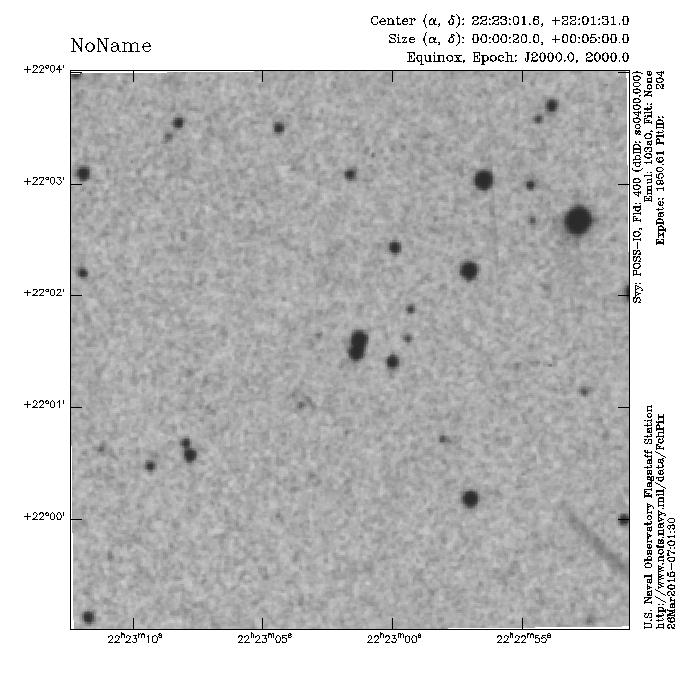 NoName
Center (α, δ): 22:23:01.6, +22:01:31.0
Size (α, δ): 00:00:20.0, +00:05:00.0
Equinox, Epoch: J2000.0, 2000.0
+22°04'
+22°03'
+22°02'
+22°01'
+22°00'
22ʰ23ᵐ10ˢ
22ʰ23ᵐ05ˢ
22ʰ23ᵐ00ˢ
22ʰ22ᵐ55ˢ
Svy: POSS-IO, Fld: 400 (dbID: so0400.000)
Emul: 103aO, Filt: None
ExpDate: 1950.61 PltID: 204
U.S. Naval Observatory Flagstaff Station
http://www.nofs.navy.mil/data/FchPix
26Mar2015-07:01:30